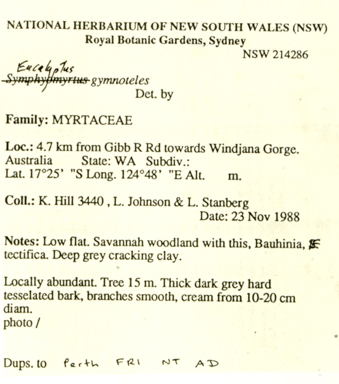 NATIONAL HERBARIUM OF NEW SOUTH WALES (NSW)
Royal Botanic Gardens, Sydney
NSW 214286
Eucalyptus
Symphyomyrtus gymnoteles
Det. by
Family: MYRTACEAE
Loc.: 4.7 km from Gibb R Rd towards Windjana Gorge.
Australia State: WA Subdiv.:
Lat. 17°25' "S Long. 124°48' "E Alt. m.
Coll.: K. Hill 3440 , L. Johnson & L. Stanberg
Date: 23 Nov 1988
Notes: Low flat. Savannah woodland with this, Bauhinia, E
tectifica. Deep grey cracking clay.
Locally abundant. Tree 15 m. Thick dark grey hard
tesselated bark, branches smooth, cream from 10-20 cm
diam.
photo /
Dups. to Perth FRI NT AD